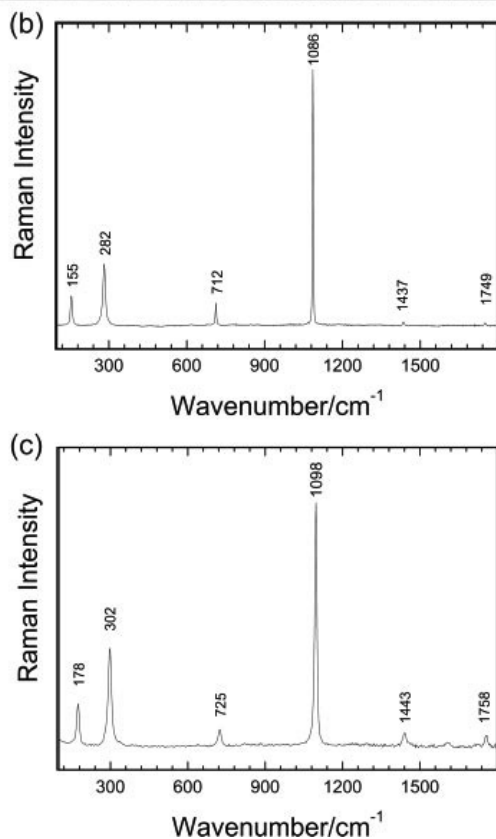 (b)
Raman Intensity
155
282
712
1086
1437
1749
300 600 900 1200 1500
Wavenumber/cm⁻¹
(c)
Raman Intensity
178
302
725
1098
1443
1758
300 600 900 1200 1500
Wavenumber/cm⁻¹